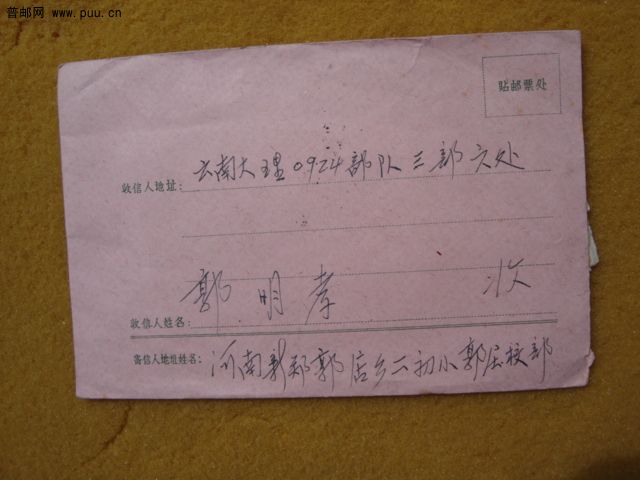 普邮网 www.puu.cn
贴邮票处
收信人地址: 云南大理0924部队三部六处
郭明孝 收
收信人姓名:
寄信人地址姓名: 河南新郑郭店乡二初小郭店校部